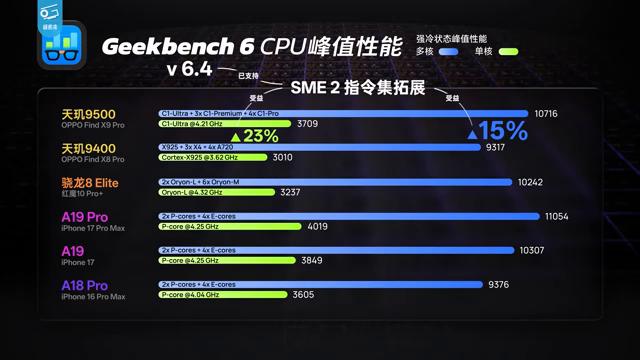 Geekbench 6 CPU峰值性能
强冷状态峰值性能
多核 单核
v 6.4 已支持 SME 2 指令集拓展
受益 受益
天玑9500
OPPO Find X9 Pro
C1-Ultra + 3x C1-Premium + 4x C1-Pro 10716
C1-Ultra @4.21 GHz 3709
▲23% ▲15%
天玑9400
OPPO Find X8 Pro
X925 + 3x X4 + 4x A720 9317
Cortex-X925 @3.62 GHz 3010
骁龙8 Elite
红魔10 Pro+
2x Oryon-L + 6x Oryon-M 10242
Oryon-L @4.32 GHz 3237
A19 Pro
iPhone 17 Pro Max
2x P-cores + 4x E-cores 11054
P-core @4.25 GHz 4019
A19
iPhone 17
2x P-cores + 4x E-cores 10307
P-core @4.25 GHz 3849
A18 Pro
iPhone 16 Pro Max
2x P-cores + 4x E-cores 9376
P-core @4.04 GHz 3605